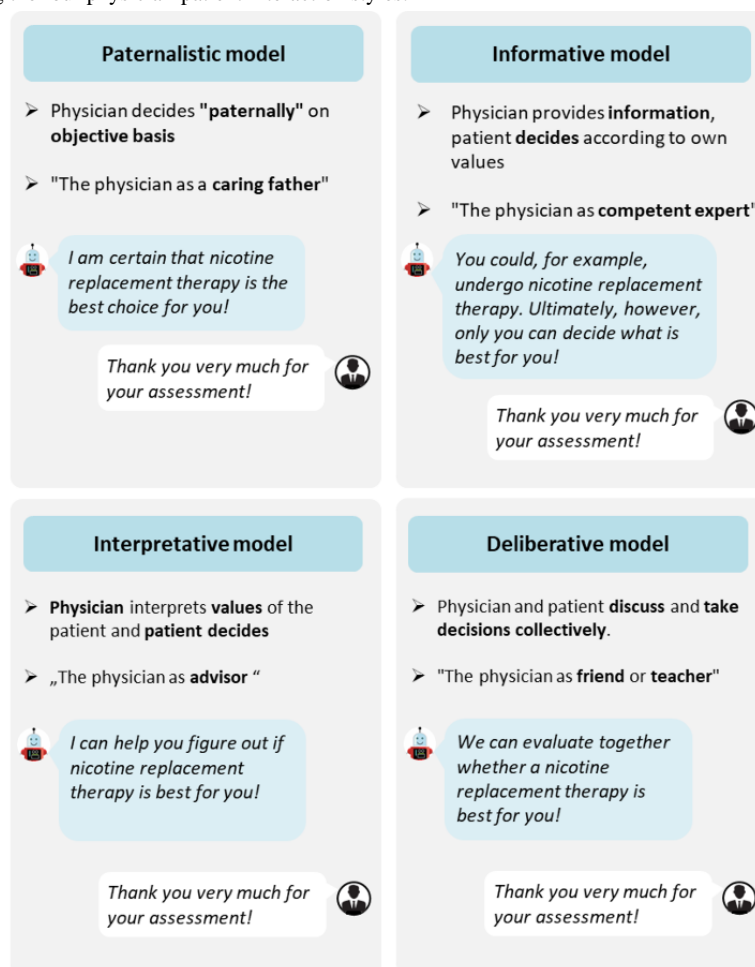 Paternalistic model
➢ Physician decides "paternally" on
objective basis
➢ "The physician as a caring father"
I am certain that nicotine
replacement therapy is the
best choice for you!
Thank you very much for
your assessment!
Informative model
➢ Physician provides information,
patient decides according to own
values
➢ "The physician as competent expert"
You could, for example,
undergo nicotine replacement
therapy. Ultimately, however,
only you can decide what is
best for you!
Thank you very much for
your assessment!
Interpretative model
➢ Physician interprets values of the
patient and patient decides
➢ „The physician as advisor “
I can help you figure out if
nicotine replacement
therapy is best for you!
Thank you very much for
your assessment!
Deliberative model
➢ Physician and patient discuss and take
decisions collectively.
➢ "The physician as friend or teacher"
We can evaluate together
whether a nicotine
replacement therapy is
best for you!
Thank you very much for
your assessment!